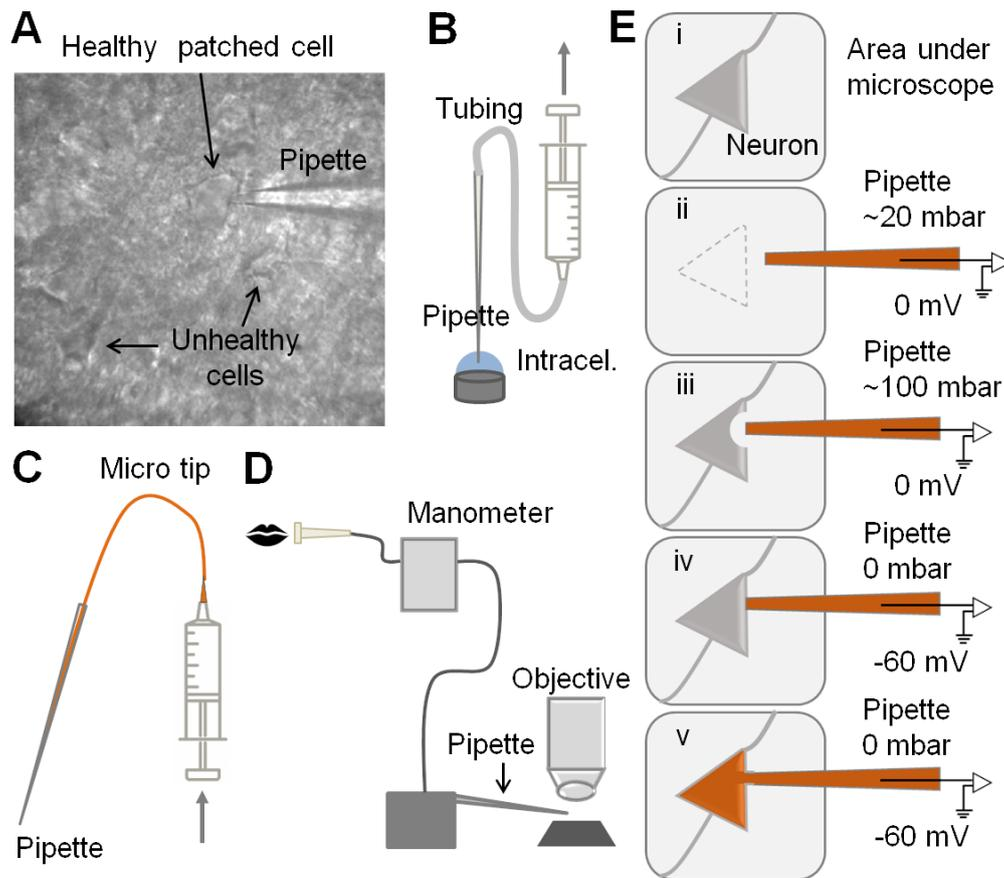 A
Healthy patched cell
Pipette
Unhealthy
cells
B
Tubing
Pipette
Intracel.
C
Micro tip
Pipette
D
Manometer
Objective
Pipette
E
i
Area under
microscope
Neuron
ii
Pipette
~20 mbar
0 mV
iii
Pipette
~100 mbar
0 mV
iv
Pipette
0 mbar
-60 mV
v
Pipette
0 mbar
-60 mV